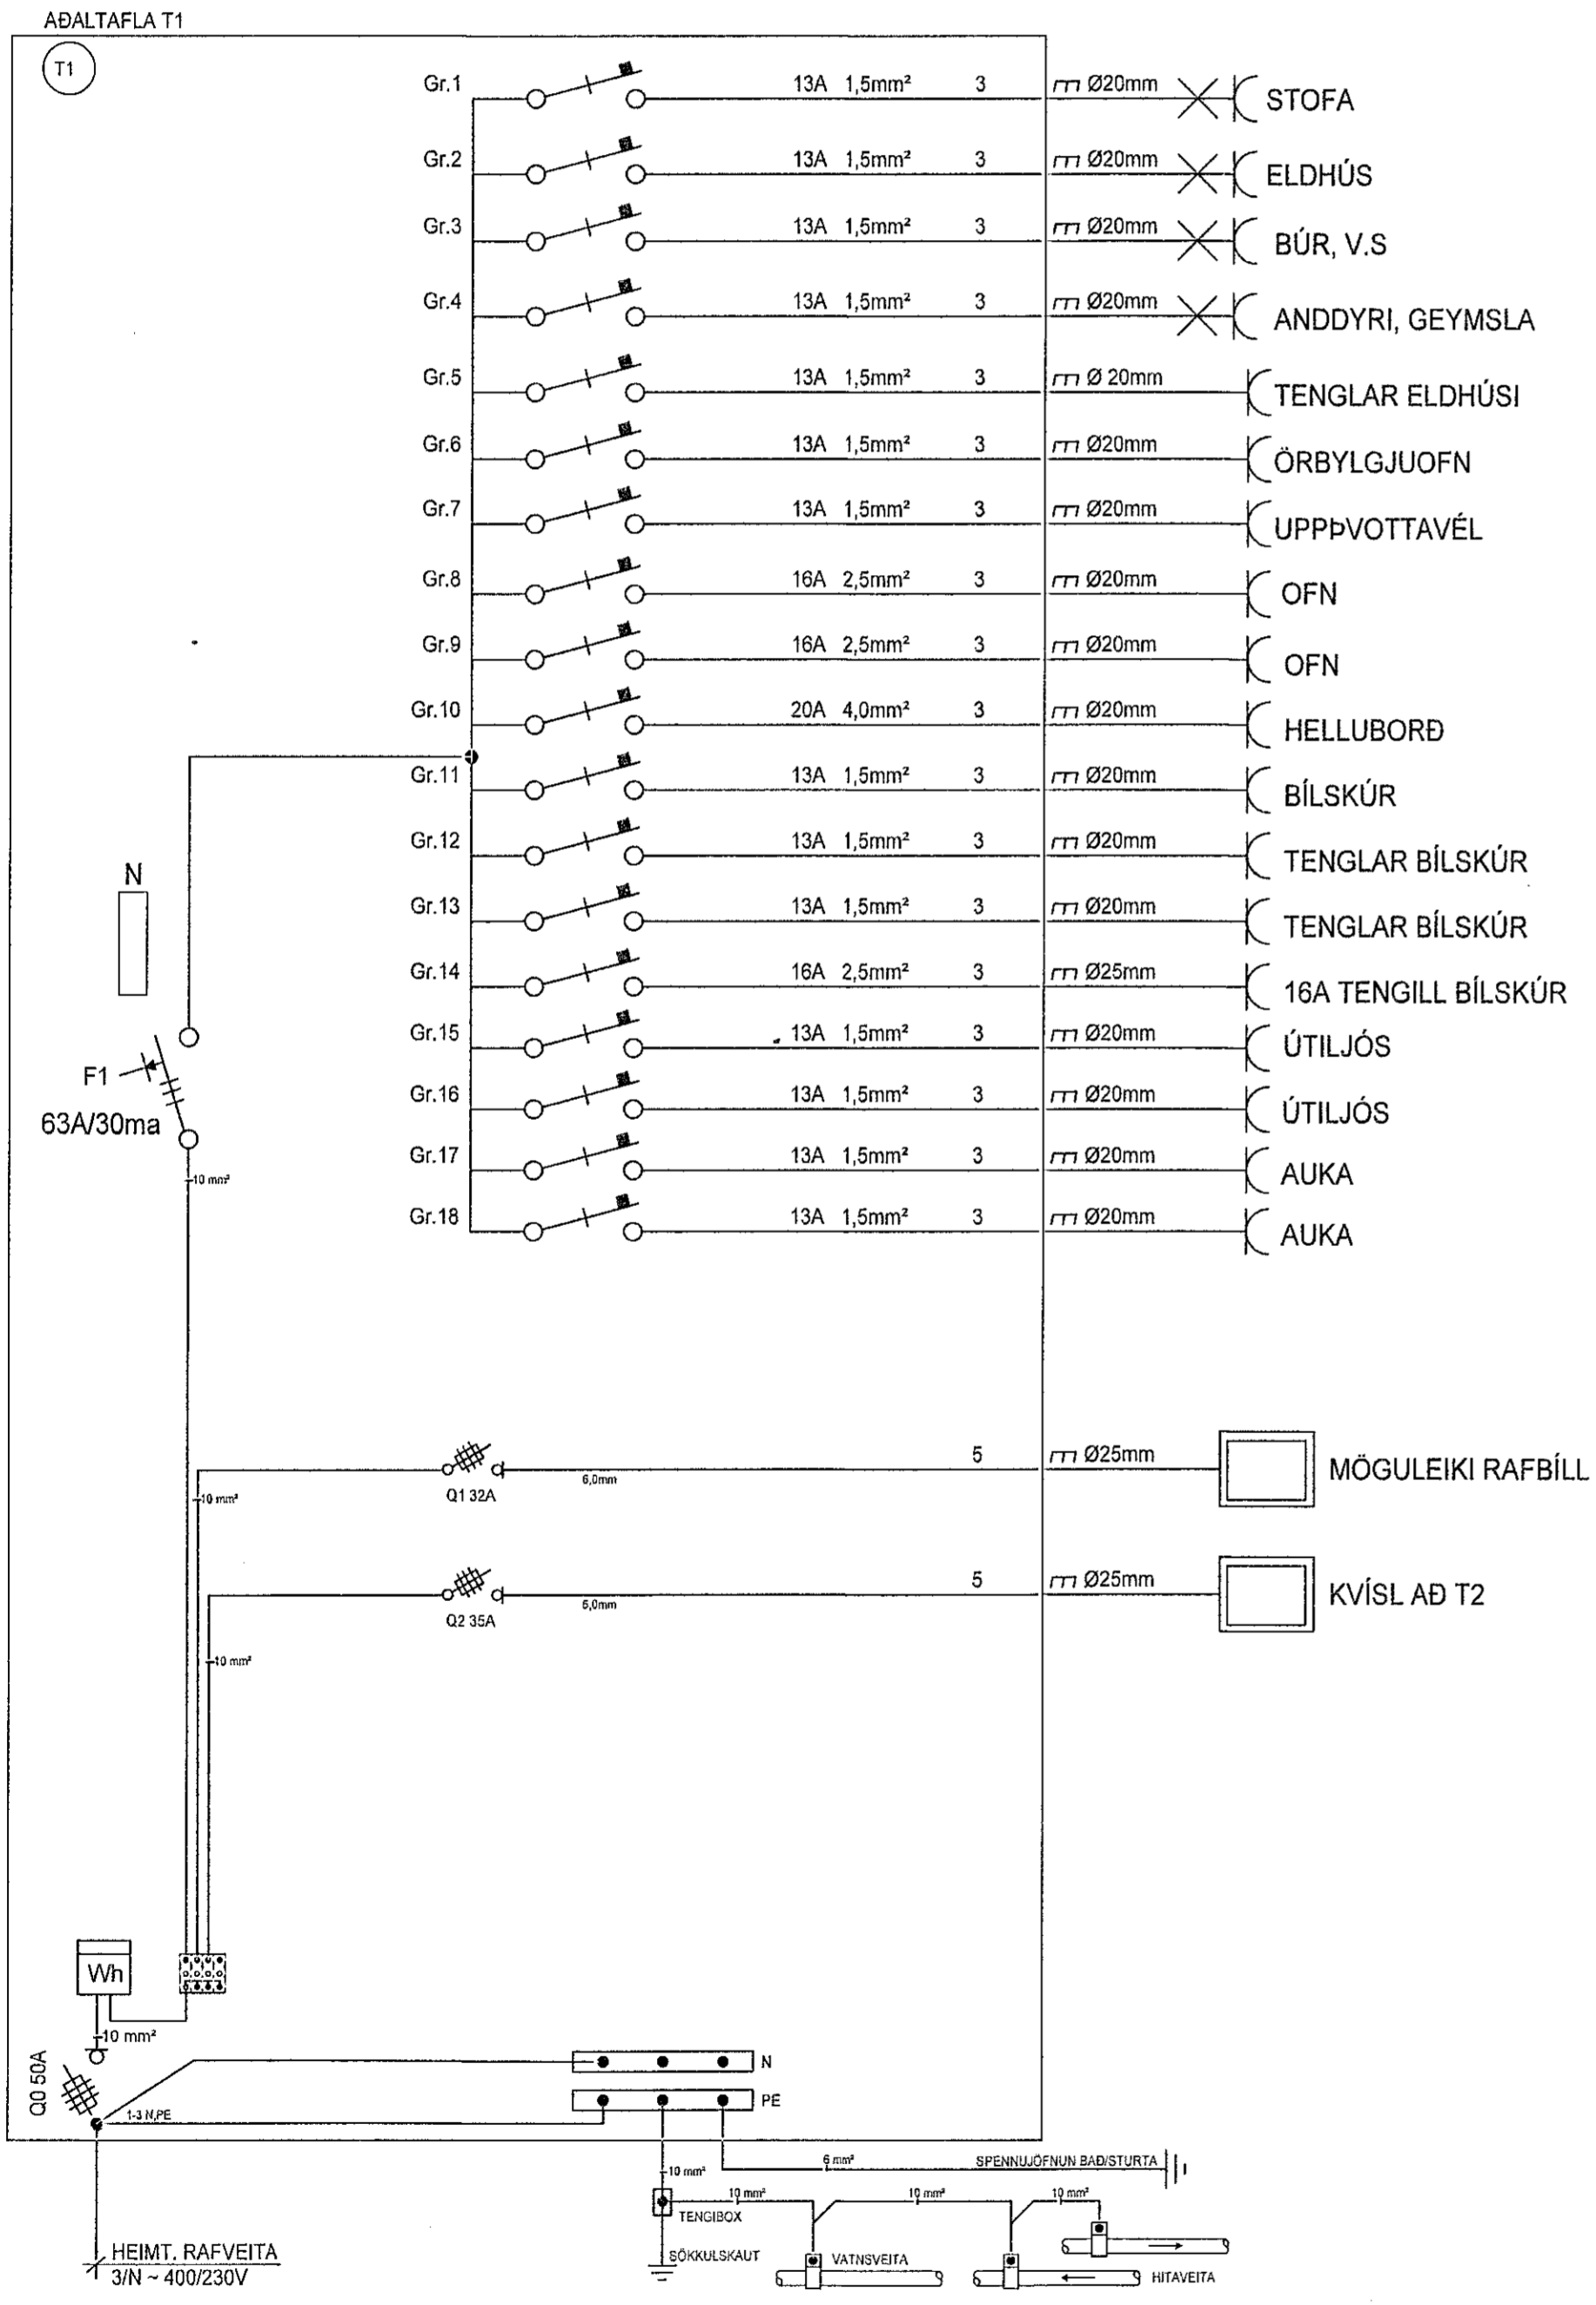 AÐALTAFLA T1
T1
Gr.1 13A 1,5mm² 3 Ø20mm STOFA
Gr.2 13A 1,5mm² 3 Ø20mm ELDHÚS
Gr.3 13A 1,5mm² 3 Ø20mm BÚR, V.S
Gr.4 13A 1,5mm² 3 Ø20mm ANDDYRI, GEYMSLA
Gr.5 13A 1,5mm² 3 Ø 20mm TENGLAR ELDHÚSI
Gr.6 13A 1,5mm² 3 Ø20mm ÖRBYLGJUOFN
Gr.7 13A 1,5mm² 3 Ø20mm UPPÞVOTTAVÉL
Gr.8 16A 2,5mm² 3 Ø20mm OFN
Gr.9 16A 2,5mm² 3 Ø20mm OFN
Gr.10 20A 4,0mm² 3 Ø20mm HELLUBORÐ
Gr.11 13A 1,5mm² 3 Ø20mm BÍLSKÚR
Gr.12 13A 1,5mm² 3 Ø20mm TENGLAR BÍLSKÚR
N
Gr.13 13A 1,5mm² 3 Ø20mm TENGLAR BÍLSKÚR
Gr.14 16A 2,5mm² 3 Ø25mm 16A TENGILL BÍLSKÚR
Gr.15 13A 1,5mm² 3 Ø20mm ÚTILJÓS
F1
Gr.16 13A 1,5mm² 3 Ø20mm ÚTILJÓS
63A/30ma
Gr.17 13A 1,5mm² 3 Ø20mm AUKA
10 mm²
Gr.18 13A 1,5mm² 3 Ø20mm AUKA
5 Ø25mm MÖGULEIKI RAFBÍLL
6,0mm
Q1 32A
10 mm²
5 Ø25mm KVÍSL AÐ T2
6,0mm
Q2 35A
10 mm²
Wh
10 mm²
Q0 50A
N
PE
1-3 N,PE
6 mm²
SPENNUJÖFNUN BAÐ/STURTA
10 mm²
10 mm² 10 mm² 10 mm²
TENGIBOX
SÖKKULSKAUT
VATNSVEITA
HITAVEITA
HEIMT. RAFVEITA
3/N ~ 400/230V